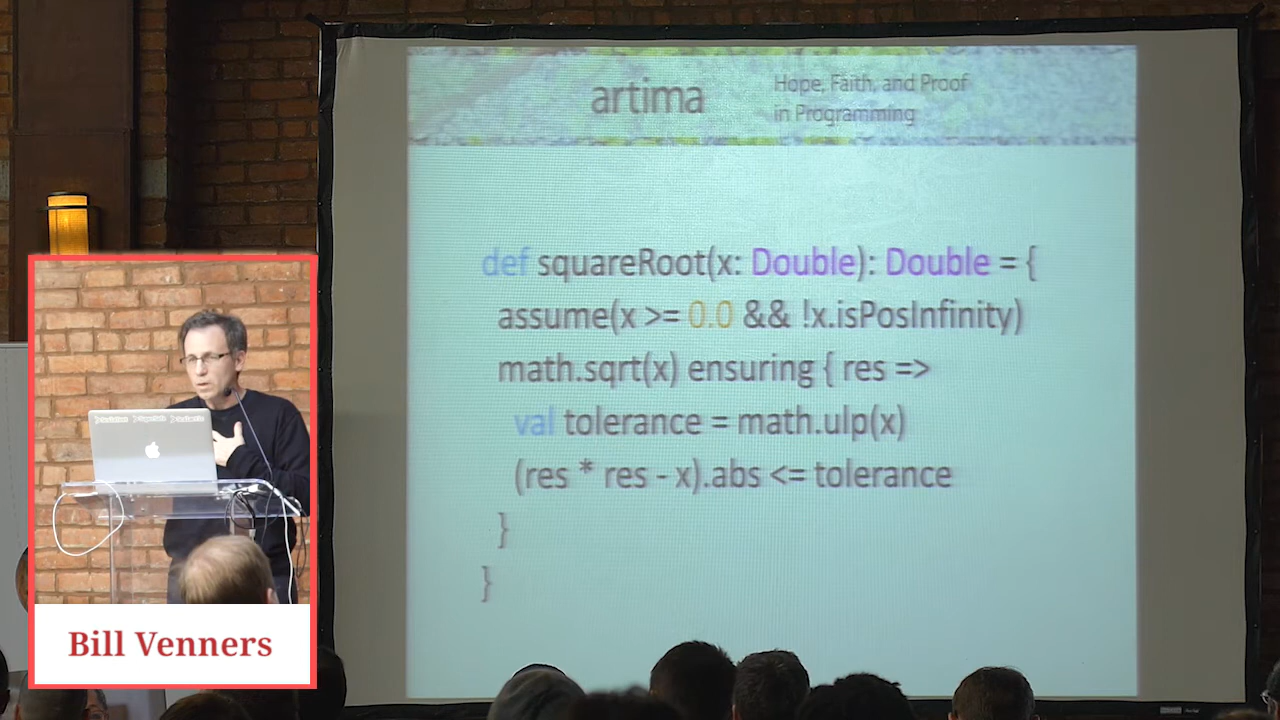 artima
Hope, Faith, and Proof
in Programming
def squareRoot(x: Double): Double = {
assume(x >= 0.0 && !x.isPosInfinity)
math.sqrt(x) ensuring { res =>
val tolerance = math.ulp(x)
(res * res - x).abs <= tolerance
}
}
Bill Venners